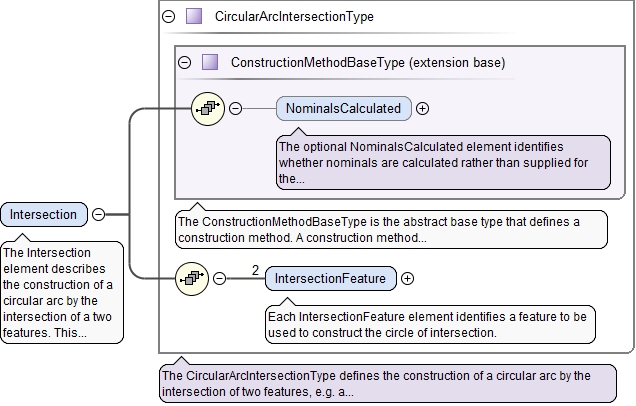 CircularArcIntersectionType
ConstructionMethodBaseType (extension base)
NominalsCalculated
The optional NominalsCalculated element identifies
whether nominals are calculated rather than supplied for
the...
The ConstructionMethodBaseType is the abstract base type that defines a
construction method. A construction method...
Intersection
The Intersection
element describes
the construction of a
circular arc by the
intersection of a two
features. This...
2
IntersectionFeature
Each IntersectionFeature element identifies a feature to be
used to construct the circle of intersection.
The CircularArcIntersectionType defines the construction of a circular arc by the
intersection of two features, e.g. a...